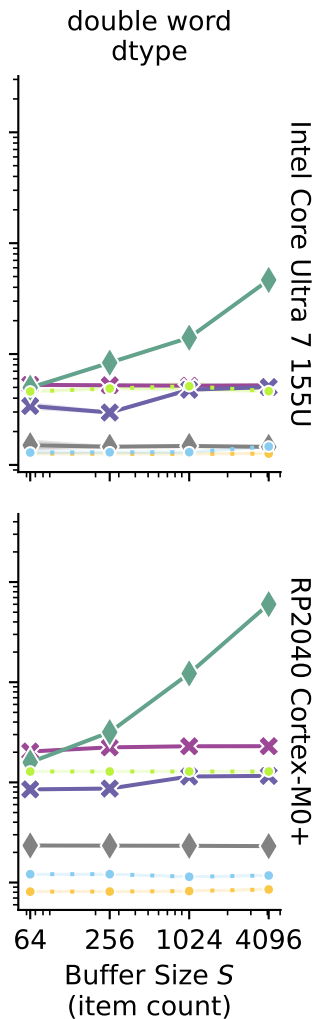 double word
dtype
Intel Core Ultra 7 155U
RP2040 Cortex-M0+
64 256 1024 4096
Buffer Size S
(item count)